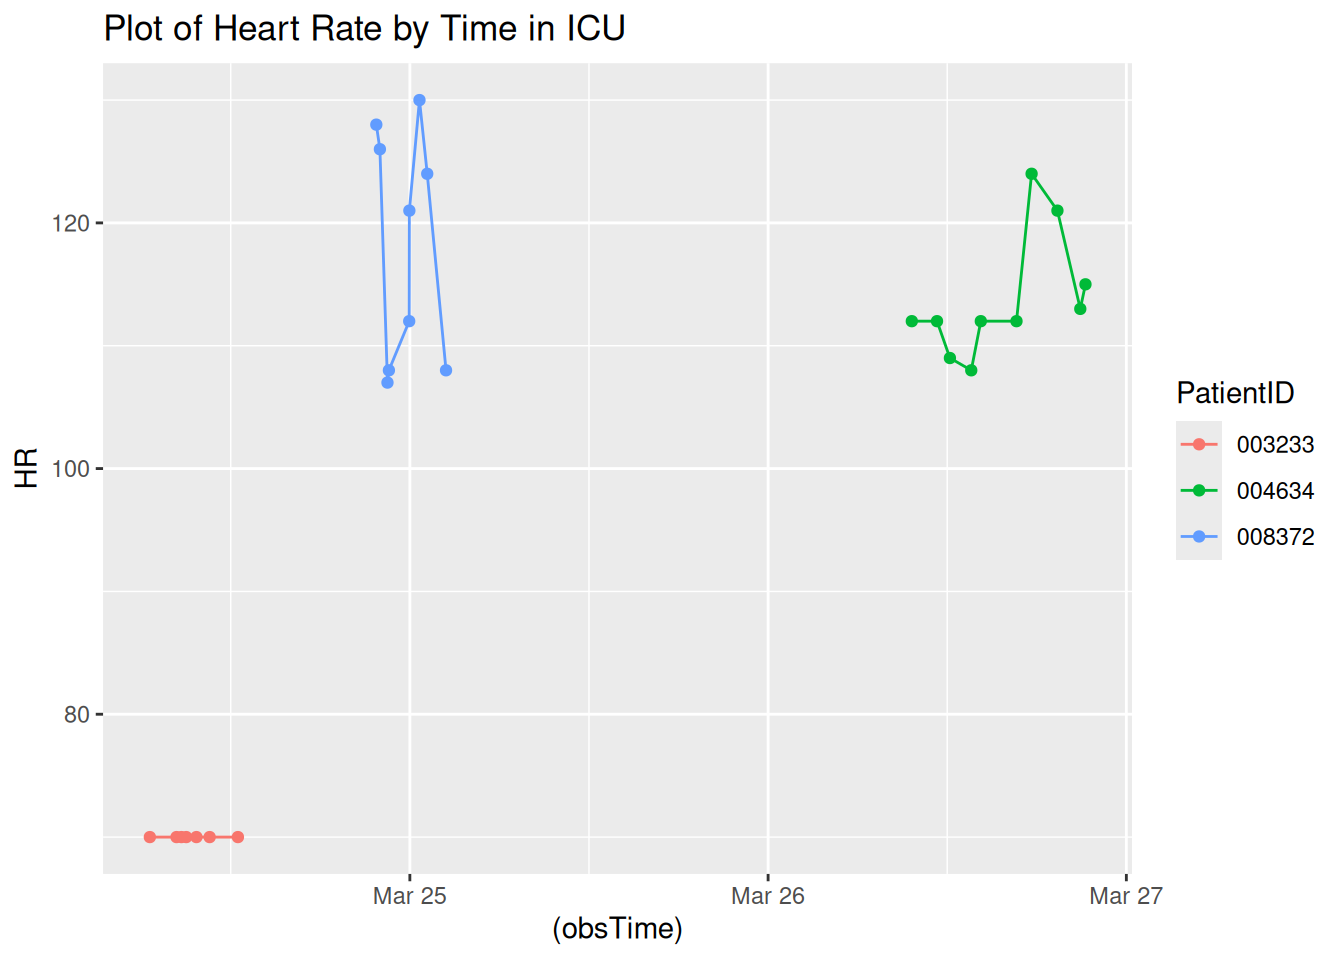 Plot of Heart Rate by Time in ICU
HR
120
100
80
Mar 25
Mar 26
Mar 27
(obsTime)
PatientID
003233
004634
008372